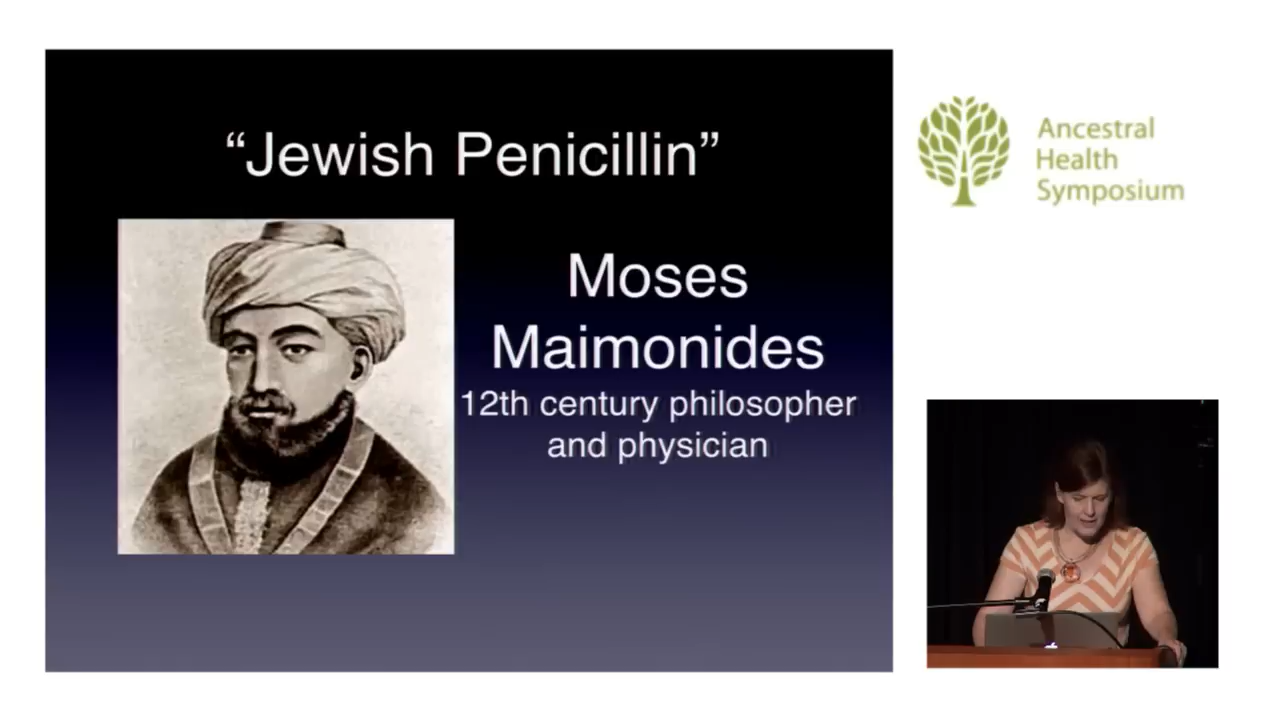 “Jewish Penicillin”
Moses
Maimonides
12th century philosopher
and physician
Ancestral
Health
Symposium